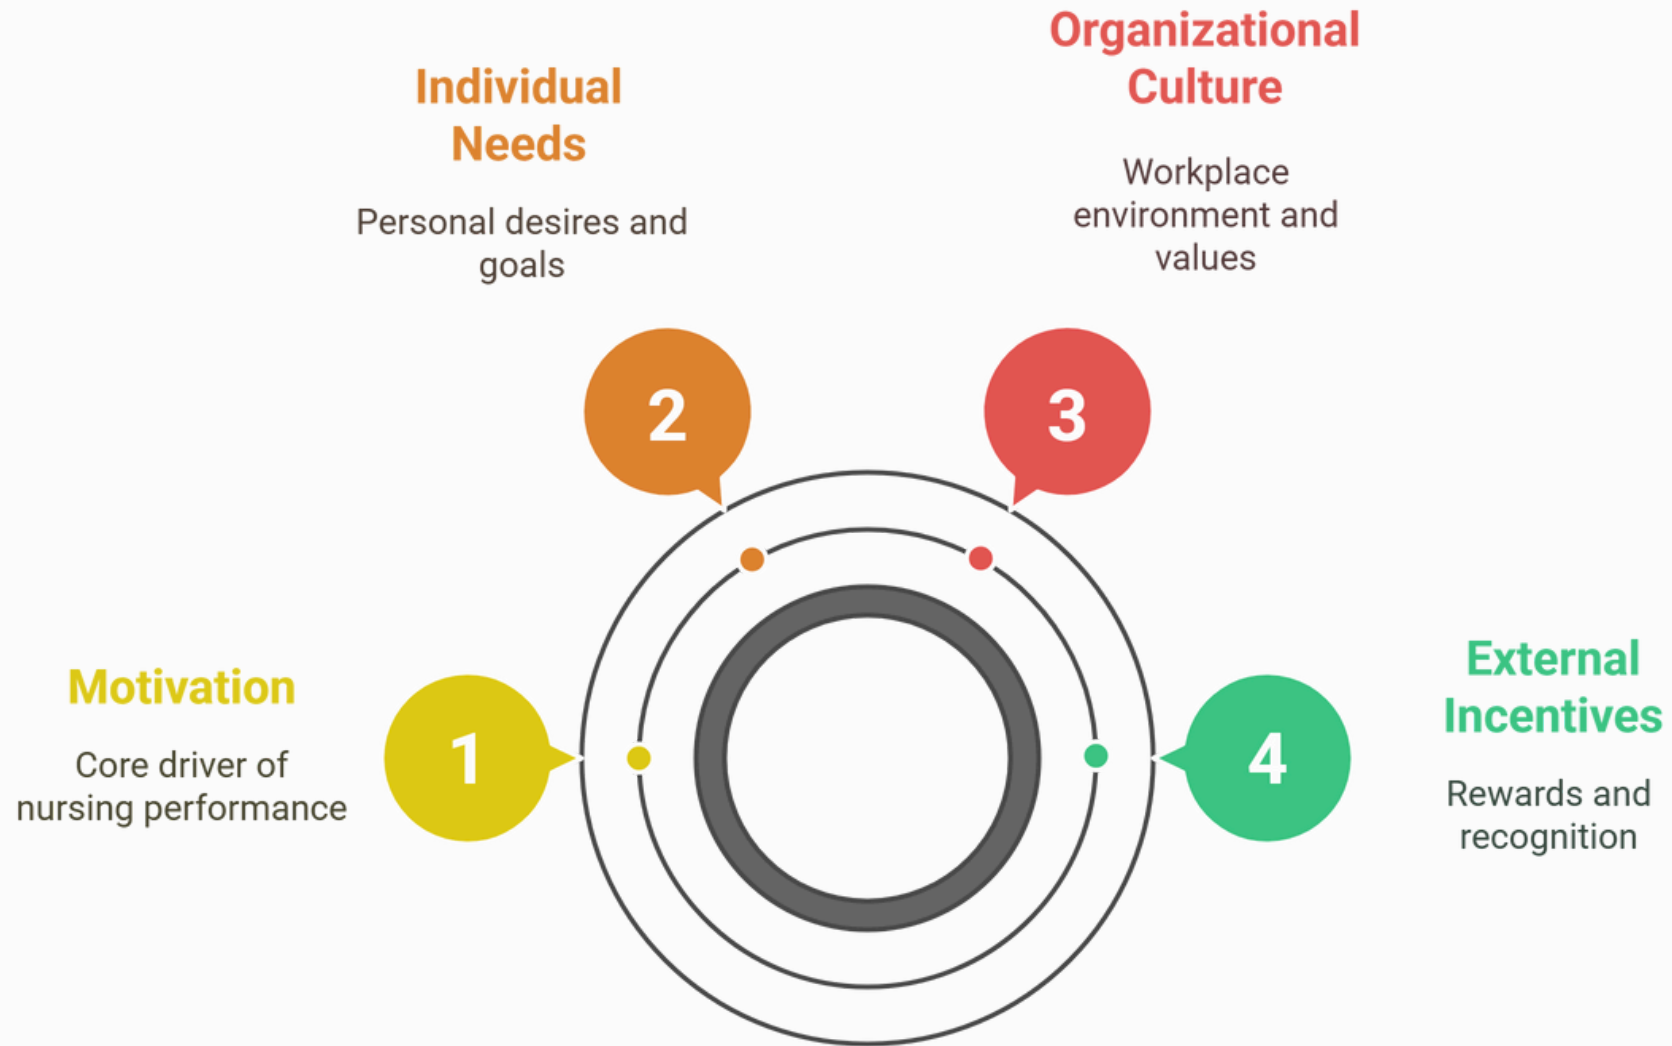 Motivation
Core driver of
nursing performance
1
Individual
Needs
Personal desires and
goals
2
Organizational
Culture
Workplace
environment and
values
3
External
Incentives
Rewards and
recognition
4